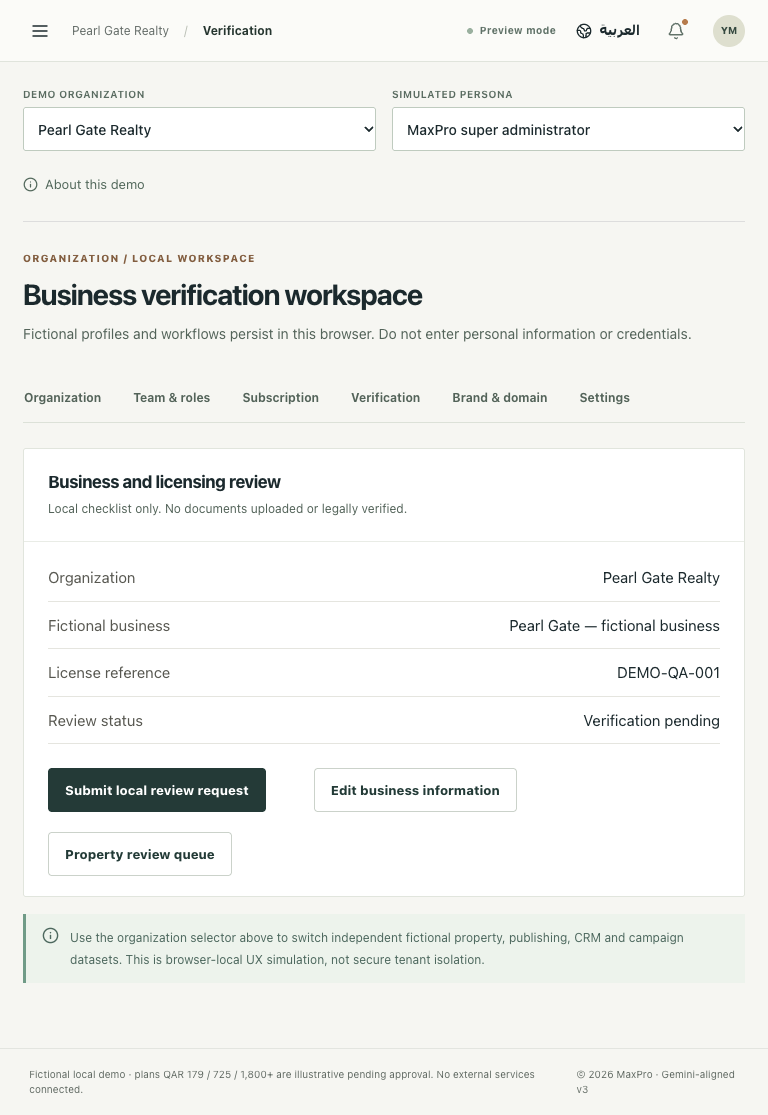 Pearl Gate Realty / Verification
Preview mode
العربية
YM
DEMO ORGANIZATION
Pearl Gate Realty
SIMULATED PERSONA
MaxPro super administrator
About this demo
ORGANIZATION / LOCAL WORKSPACE
Business verification workspace
Fictional profiles and workflows persist in this browser. Do not enter personal information or credentials.
Organization Team & roles Subscription Verification Brand & domain Settings
Business and licensing review
Local checklist only. No documents uploaded or legally verified.
Organization Pearl Gate Realty
Fictional business Pearl Gate — fictional business
License reference DEMO-QA-001
Review status Verification pending
Submit local review request Edit business information
Property review queue
Use the organization selector above to switch independent fictional property, publishing, CRM and campaign
datasets. This is browser-local UX simulation, not secure tenant isolation.
Fictional local demo · plans QAR 179 / 725 / 1,800+ are illustrative pending approval. No external services
connected.
© 2026 MaxPro · Gemini-aligned
v3